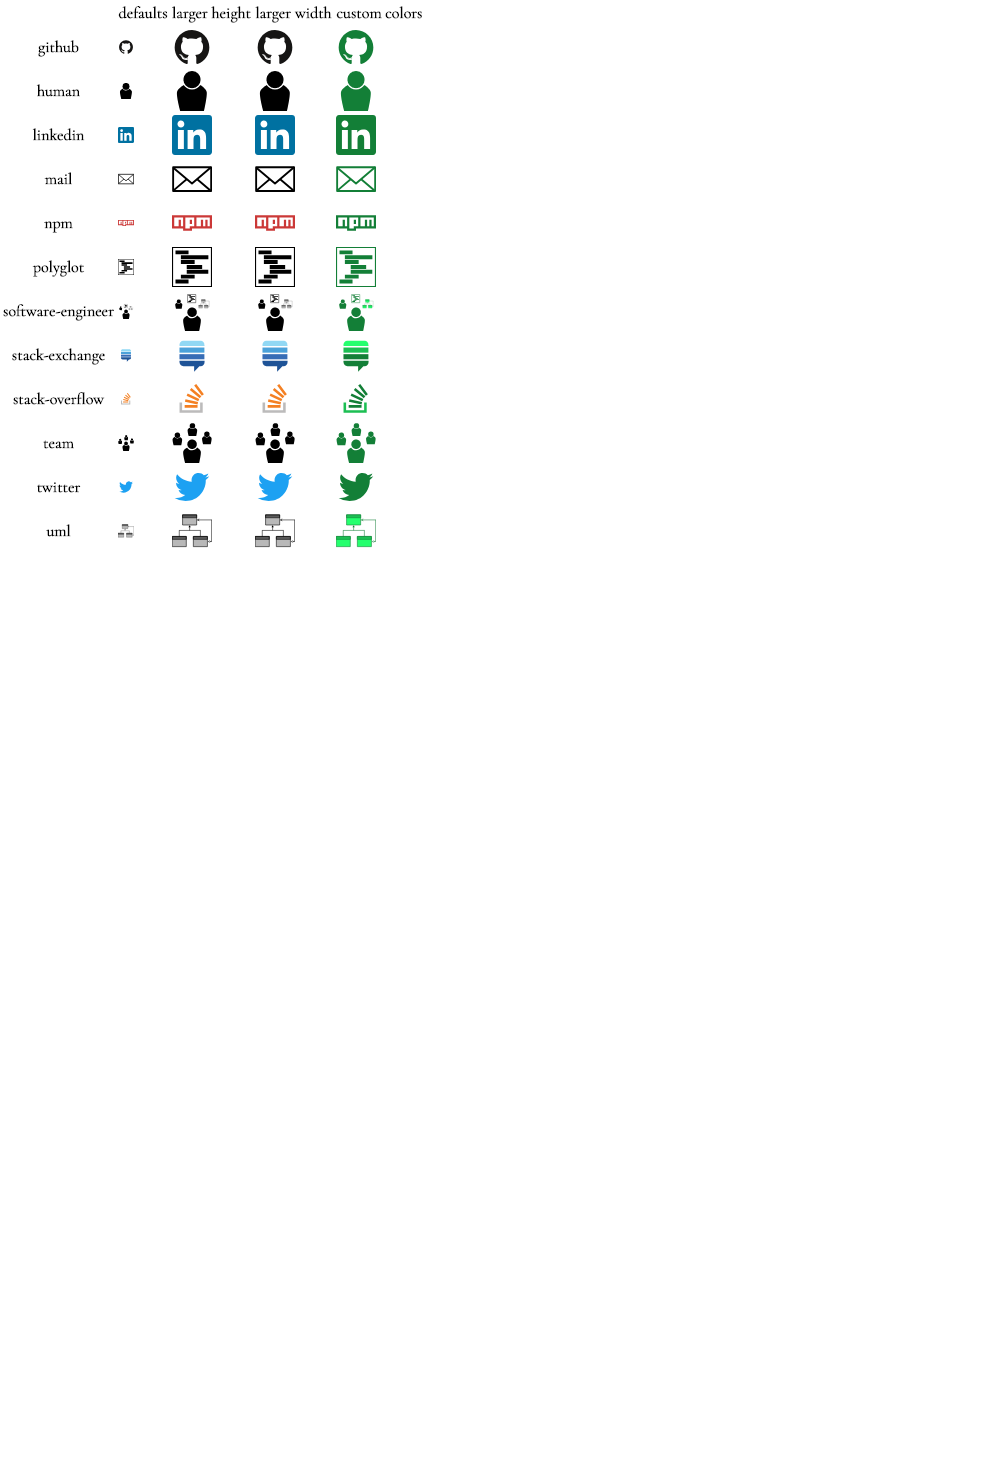 defaults larger height larger width custom colors
github
human
linkedin in in in in
mail
npm npm npm npm npm
polyglot
software-engineer
stack-exchange
stack-overflow
team
twitter
uml